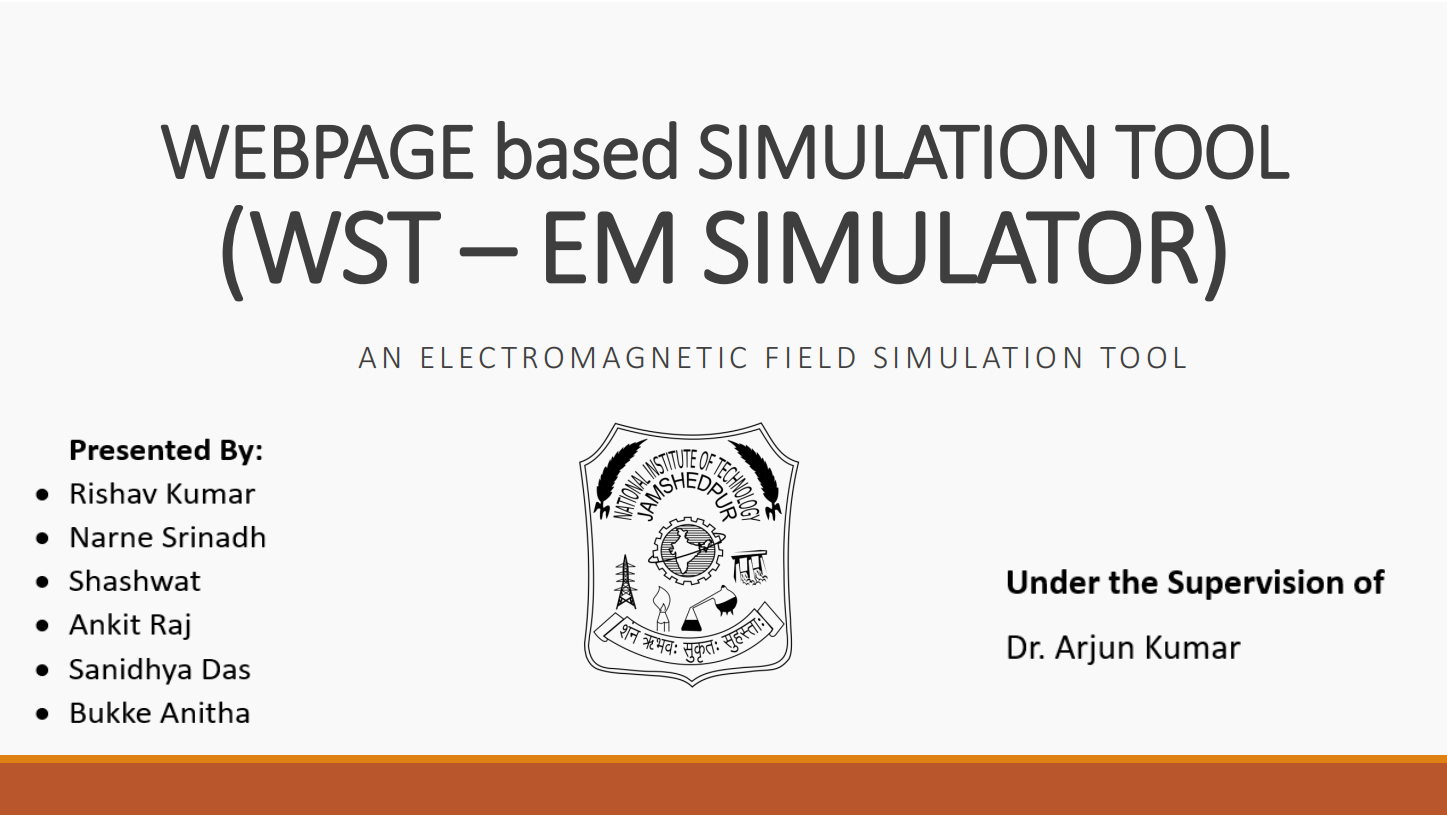 WEBPAGE based SIMULATION TOOL
(WST – EM SIMULATOR)
AN ELECTROMAGNETIC FIELD SIMULATION TOOL
Presented By:
• Rishav Kumar
• Narne Srinadh
• Shashwat
• Ankit Raj
• Sanidhya Das
• Bukke Anitha
NATIONAL INSTITUTE OF TECHNOLOGY
JAMSHEDPUR
शंनं ऋभवः सुकृतः सुहस्ताः
Under the Supervision of
Dr. Arjun Kumar